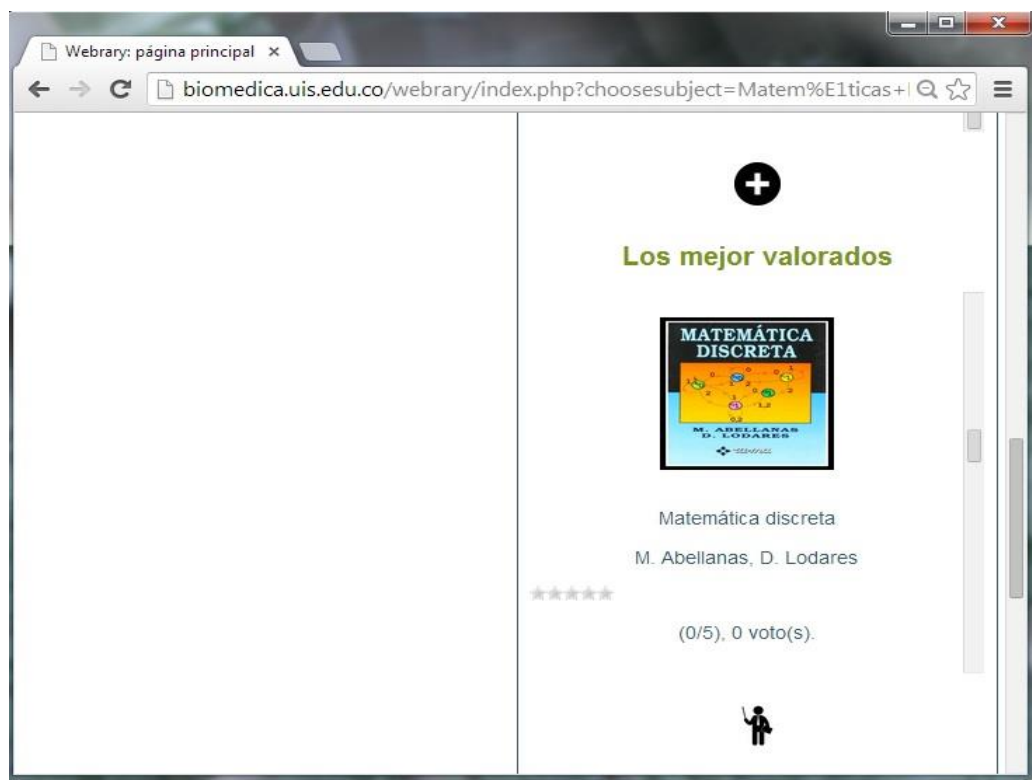 Webrary: página principal
biomedica.uis.edu.co/webrary/index.php?choosesubject=Matem%E1ticas+
Los mejor valorados
MATEMÁTICA
DISCRETA
M. ABELLANAS
D. LODARES
Matemática discreta
M. Abellanas, D. Lodares
(0/5), 0 voto(s).